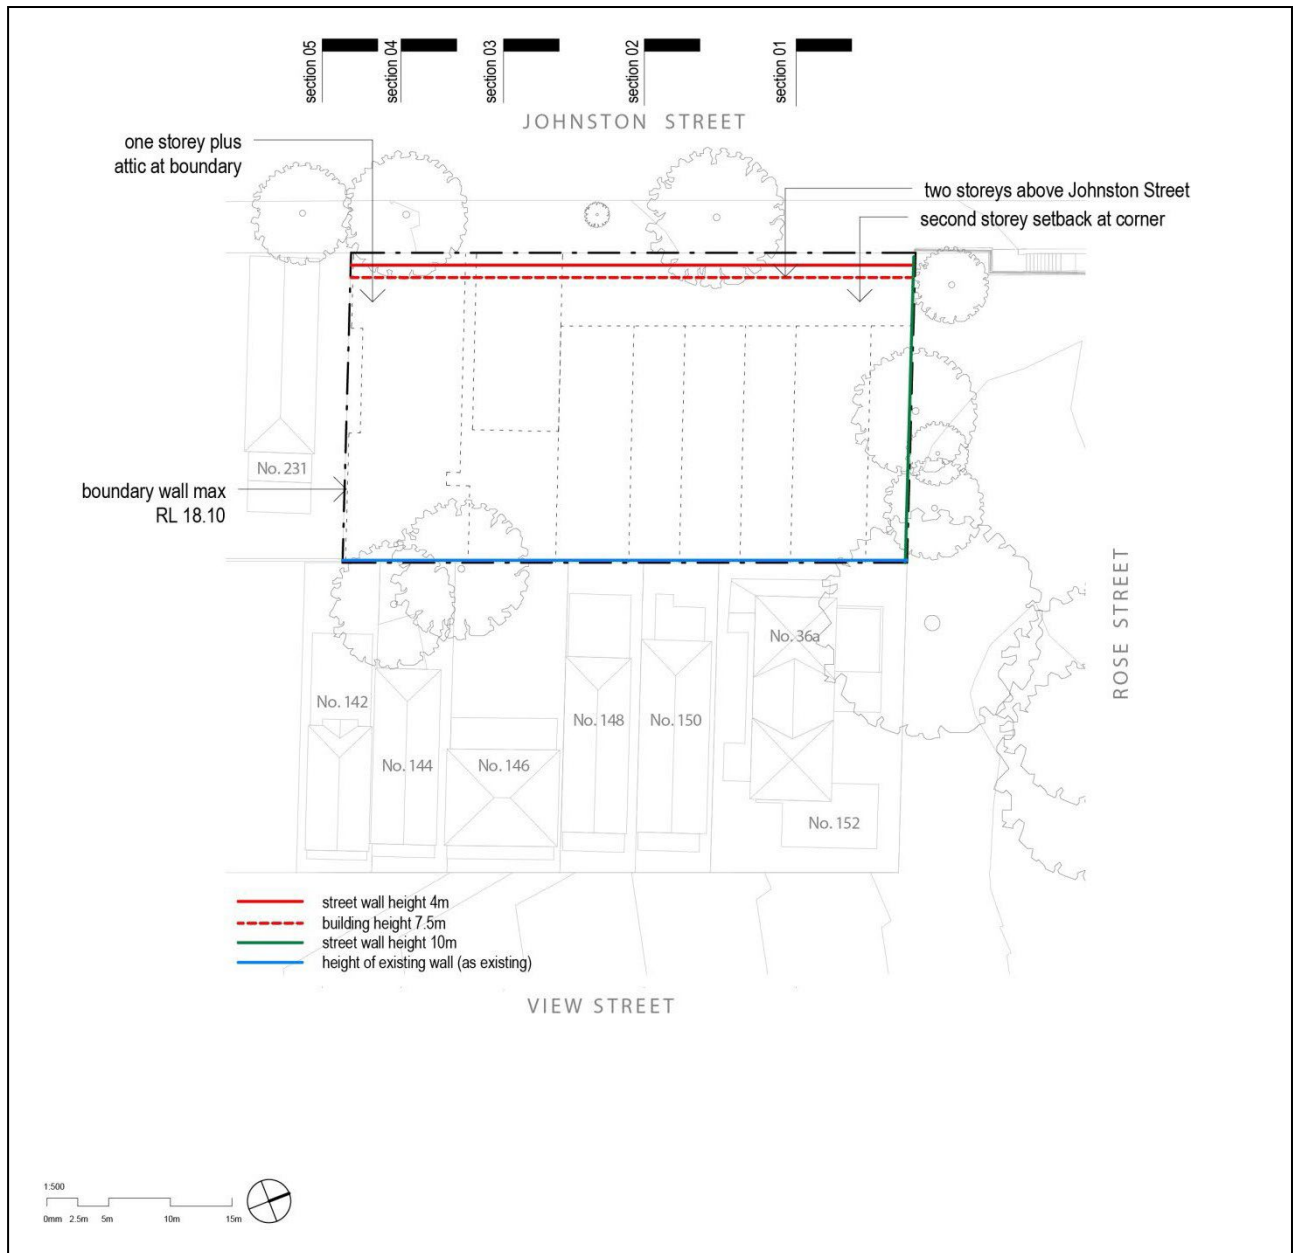 section 05
section 04
section 03
section 02
section 01
JOHNSTON STREET
one storey plus
attic at boundary
two storeys above Johnston Street
second storey setback at corner
No. 231
boundary wall max
RL 18.10
ROSE STREET
No. 36a
No. 142
No. 148
No. 150
No. 144
No. 146
No. 152
street wall height 4m
building height 7.5m
street wall height 10m
height of existing wall (as existing)
VIEW STREET
1:500
0mm 2.5m 5m 10m 15m